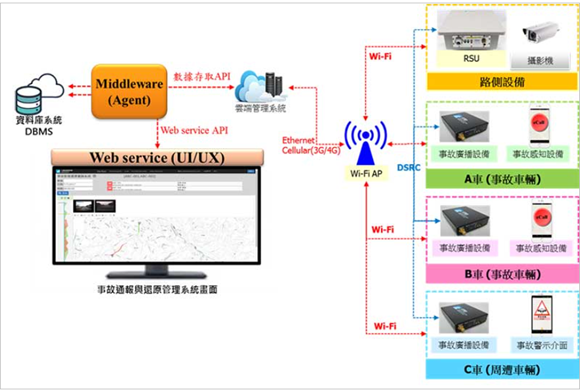 Middleware
(Agent)
數據存取API
雲端管理系統
資料庫系統
DBMS
Web service API
Web service (UI/UX)
事故通報與還原管理系統畫面
Ethernet
Cellular(3G/4G)
Wi-Fi AP
Wi-Fi
DSRC
Wi-Fi
Wi-Fi
RSU
攝影機
路側設備
事故廣播設備
事故感知設備
A車 (事故車輛)
事故廣播設備
事故感知設備
B車 (事故車輛)
事故廣播設備
事故警示介面
C車 (周遭車輛)